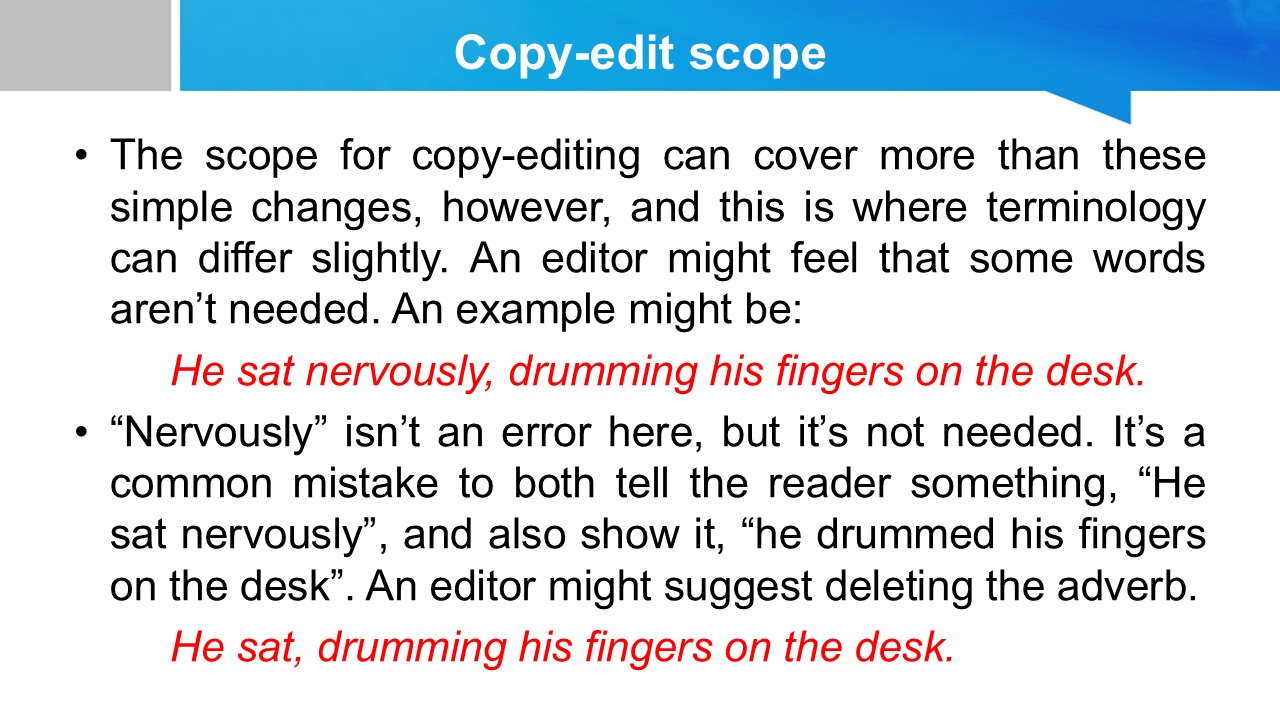 Copy-edit scope
• The scope for copy-editing can cover more than these
simple changes, however, and this is where terminology
can differ slightly. An editor might feel that some words
aren’t needed. An example might be:
He sat nervously, drumming his fingers on the desk.
• “Nervously” isn’t an error here, but it’s not needed. It’s a
common mistake to both tell the reader something, “He
sat nervously”, and also show it, “he drummed his fingers
on the desk”. An editor might suggest deleting the adverb.
He sat, drumming his fingers on the desk.